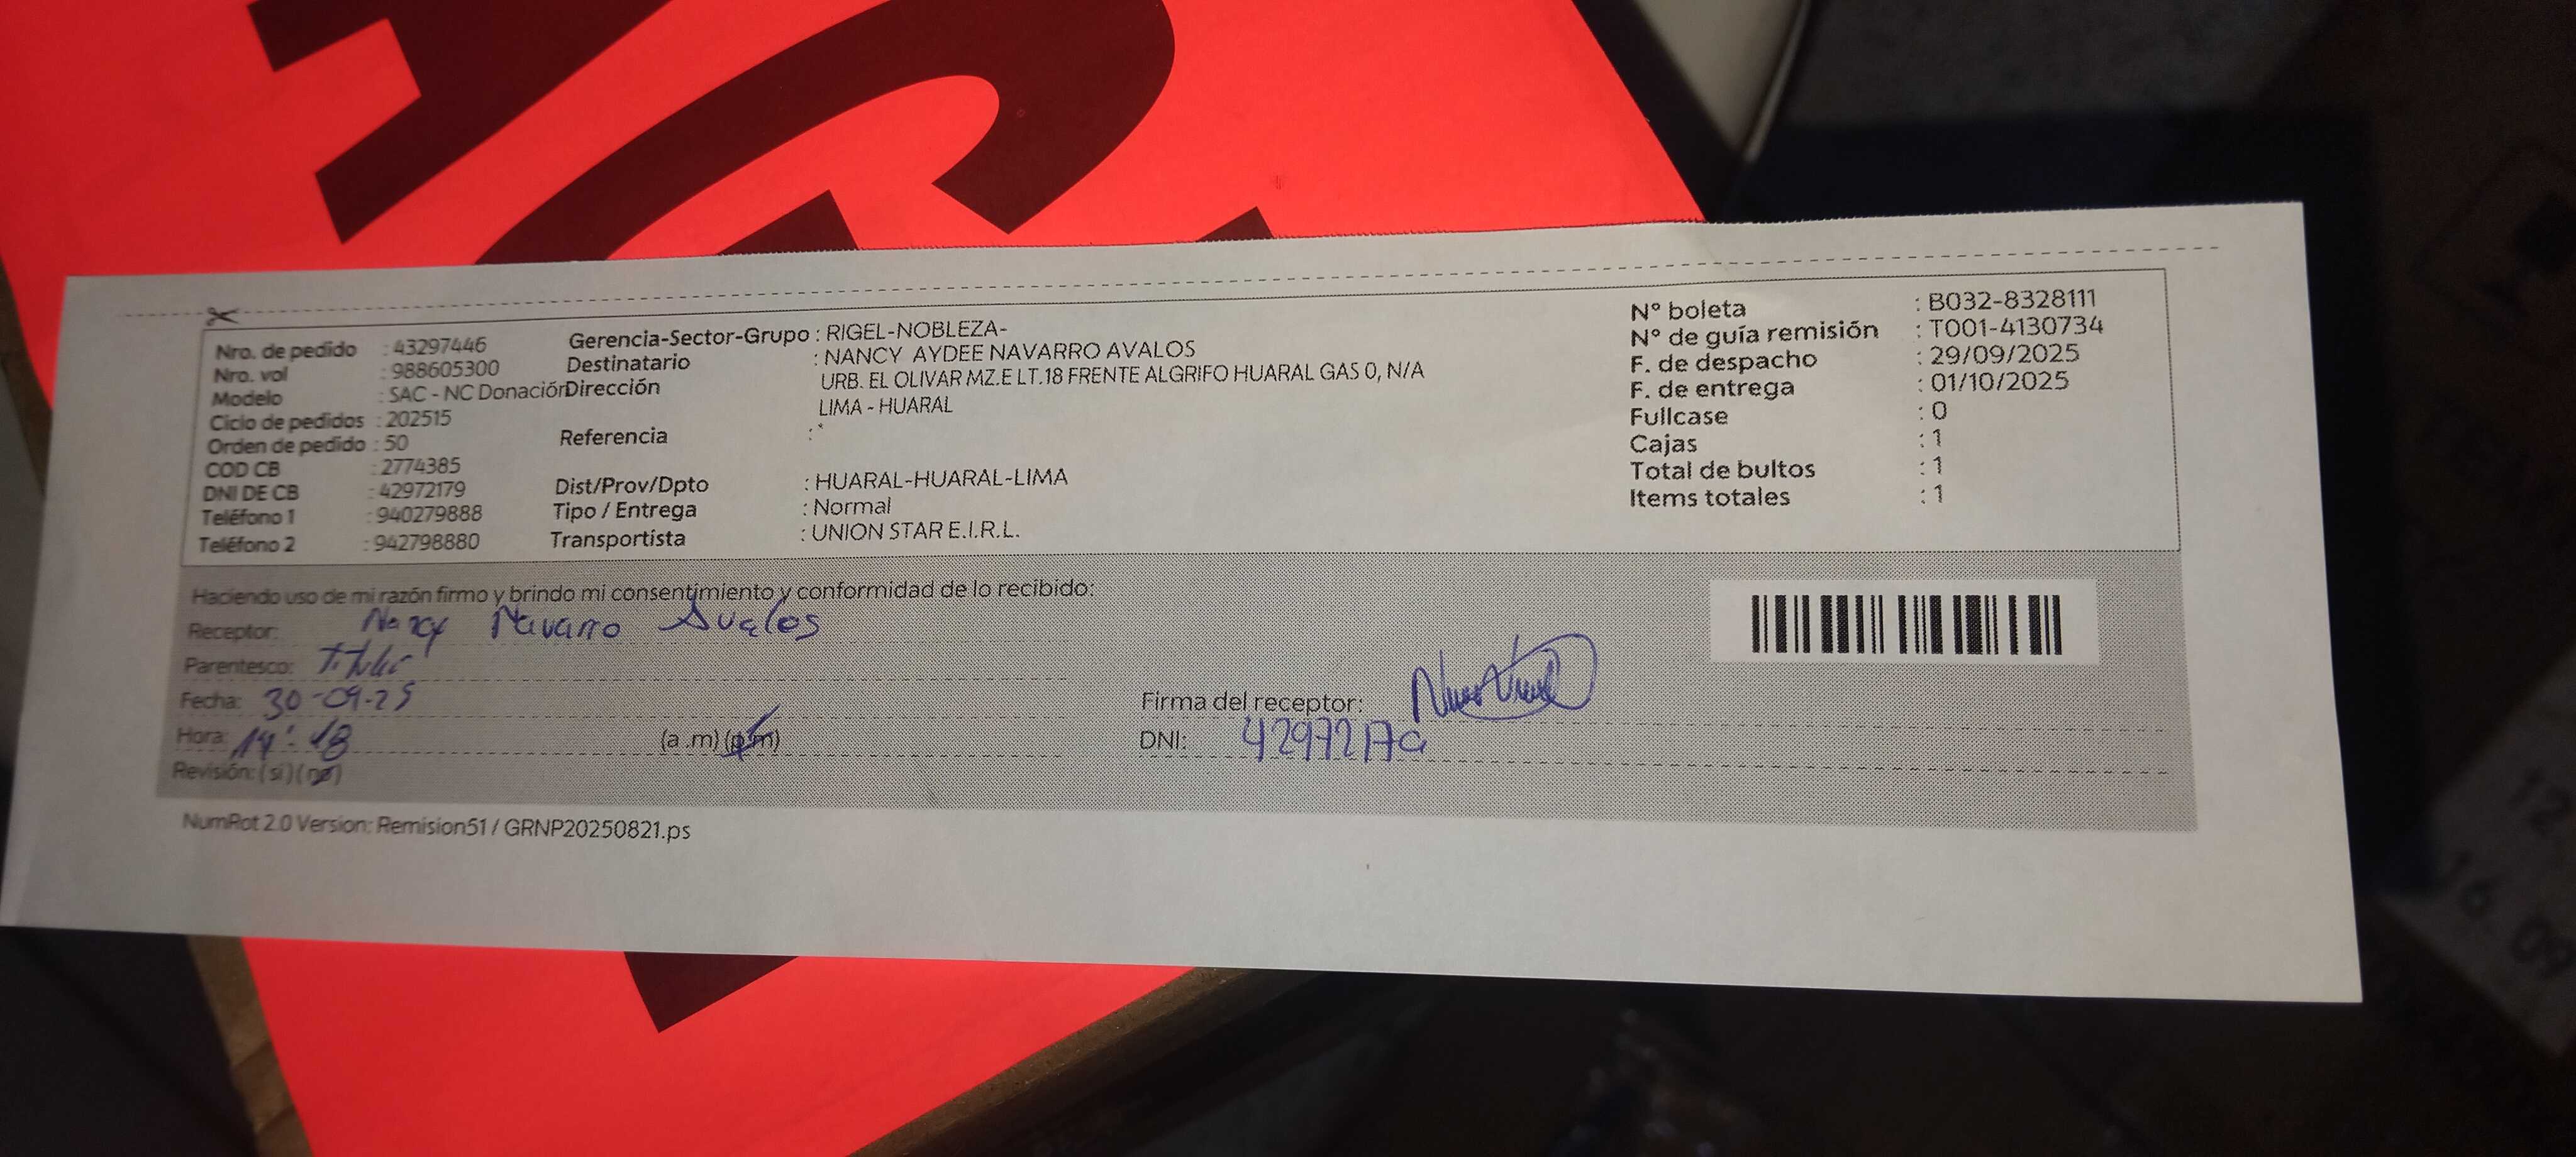 Nro. de pedido : 43297446
Nro. vol : 988605300
Modelo : SAC - NC Donación
Ciclo de pedidos : 202515
Orden de pedido : 50
COD CB : 2774385
DNI DE CB : 42972179
Teléfono 1 : 940279888
Teléfono 2 : 942798880
Gerencia-Sector-Grupo : RIGEL-NOBLEZA-
Destinatario : NANCY AYDEE NAVARRO AVALOS
Dirección URB. EL OLIVAR MZ.E LT.18 FRENTE ALGRIFO HUARAL GAS 0, N/A
LIMA - HUARAL
Referencia : *
Dist/Prov/Dpto : HUARAL-HUARAL-LIMA
Tipo / Entrega : Normal
Transportista : UNION STAR E.I.R.L.
N° boleta : B032-8328111
N° de guía remisión : T001-4130734
F. de despacho : 29/09/2025
F. de entrega : 01/10/2025
Fullcase : 0
Cajas : 1
Total de bultos : 1
Items totales : 1
Haciendo uso de mi razón firmo y brindo mi consentimiento y conformidad de lo recibido:
Receptor: Nancy Navarro Avalos
Parentesco: Titular
Fecha: 30-09-25
Hora: 14:18 (a.m) (p.m)
Revisión: (si) (no)
Firma del receptor:
DNI: 42972179
NumRot 2.0 Version: Remision51 / GRNP20250821.ps